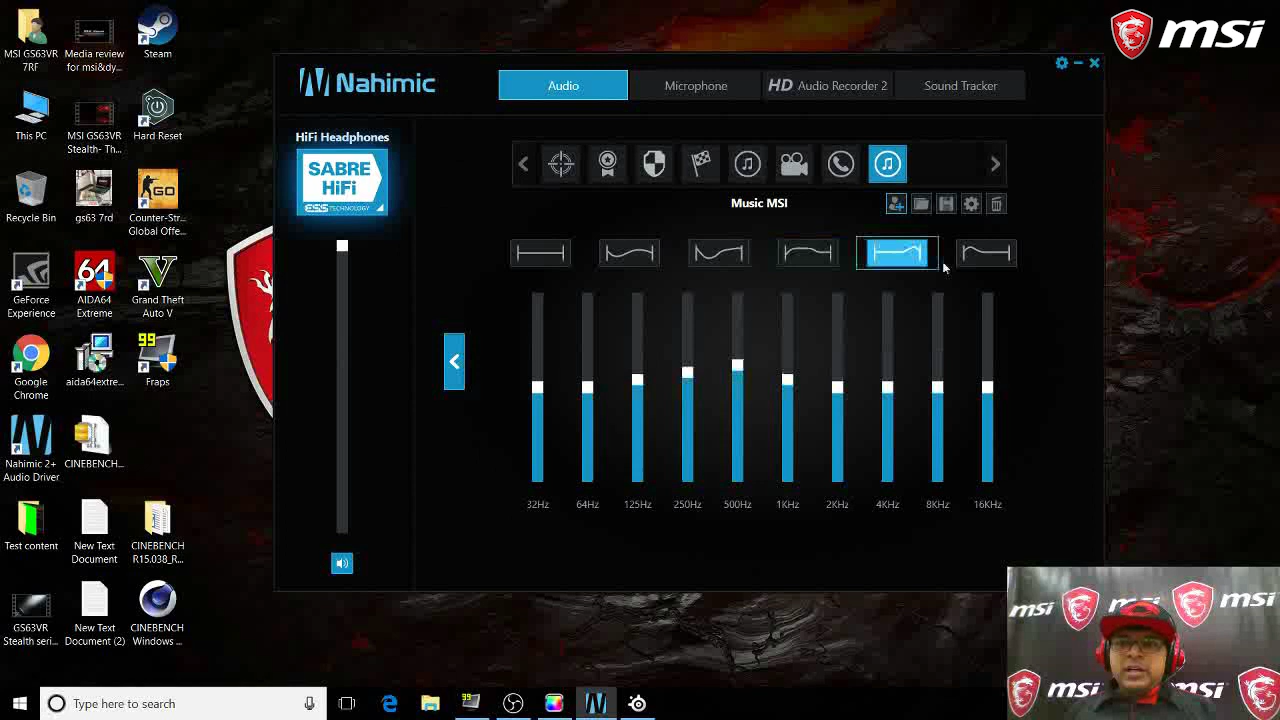 MSI GS63VR
7RF
Media review
for msi&dy...
Steam
This PC
MSI GS63VR
Stealth- Th...
Hard Reset
Recycle Bin
gs63 7rd
Counter-Str...
Global Offe...
GeForce
Experience
64
AIDA64
Extreme
Grand Theft
Auto V
Google
Chrome
aida64extre...
99
Fraps
Nahimic 2+
Audio Driver
CINEBENCH...
Test content
New Text
Document
CINEBENCH
R15.038_R...
GS63VR
Stealth seri...
New Text
Document (2)
CINEBENCH
Windows ...
msi
Nahimic
Audio
Microphone
HD Audio Recorder 2
Sound Tracker
HiFi Headphones
SABRE
HiFi
ESS TECHNOLOGY
Music MSI
32Hz
64Hz
125Hz
250Hz
500Hz
1KHz
2KHz
4KHz
8KHz
16KHz
msi
msi
msi
msi
Type here to search
99